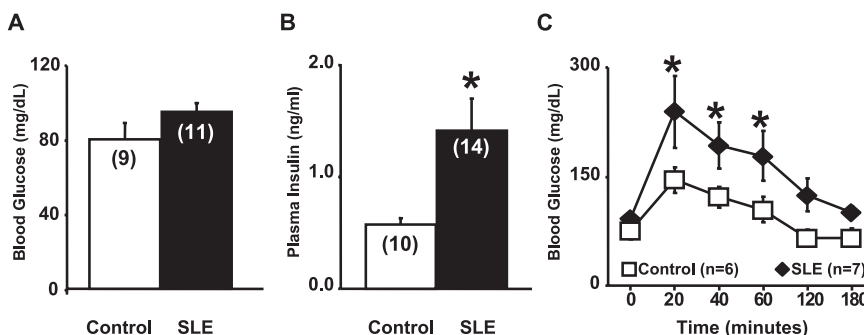 A
Blood Glucose (mg/dL)
120
80
40
0
(9)
(11)
Control SLE
B
Plasma Insulin (ng/ml)
2.0
1.0
0.0
*
(10)
(14)
Control SLE
C
Blood Glucose (mg/dL)
300
150
0
*
*
*
Control (n=6) SLE (n=7)
0 20 40 60 120 180
Time (minutes)